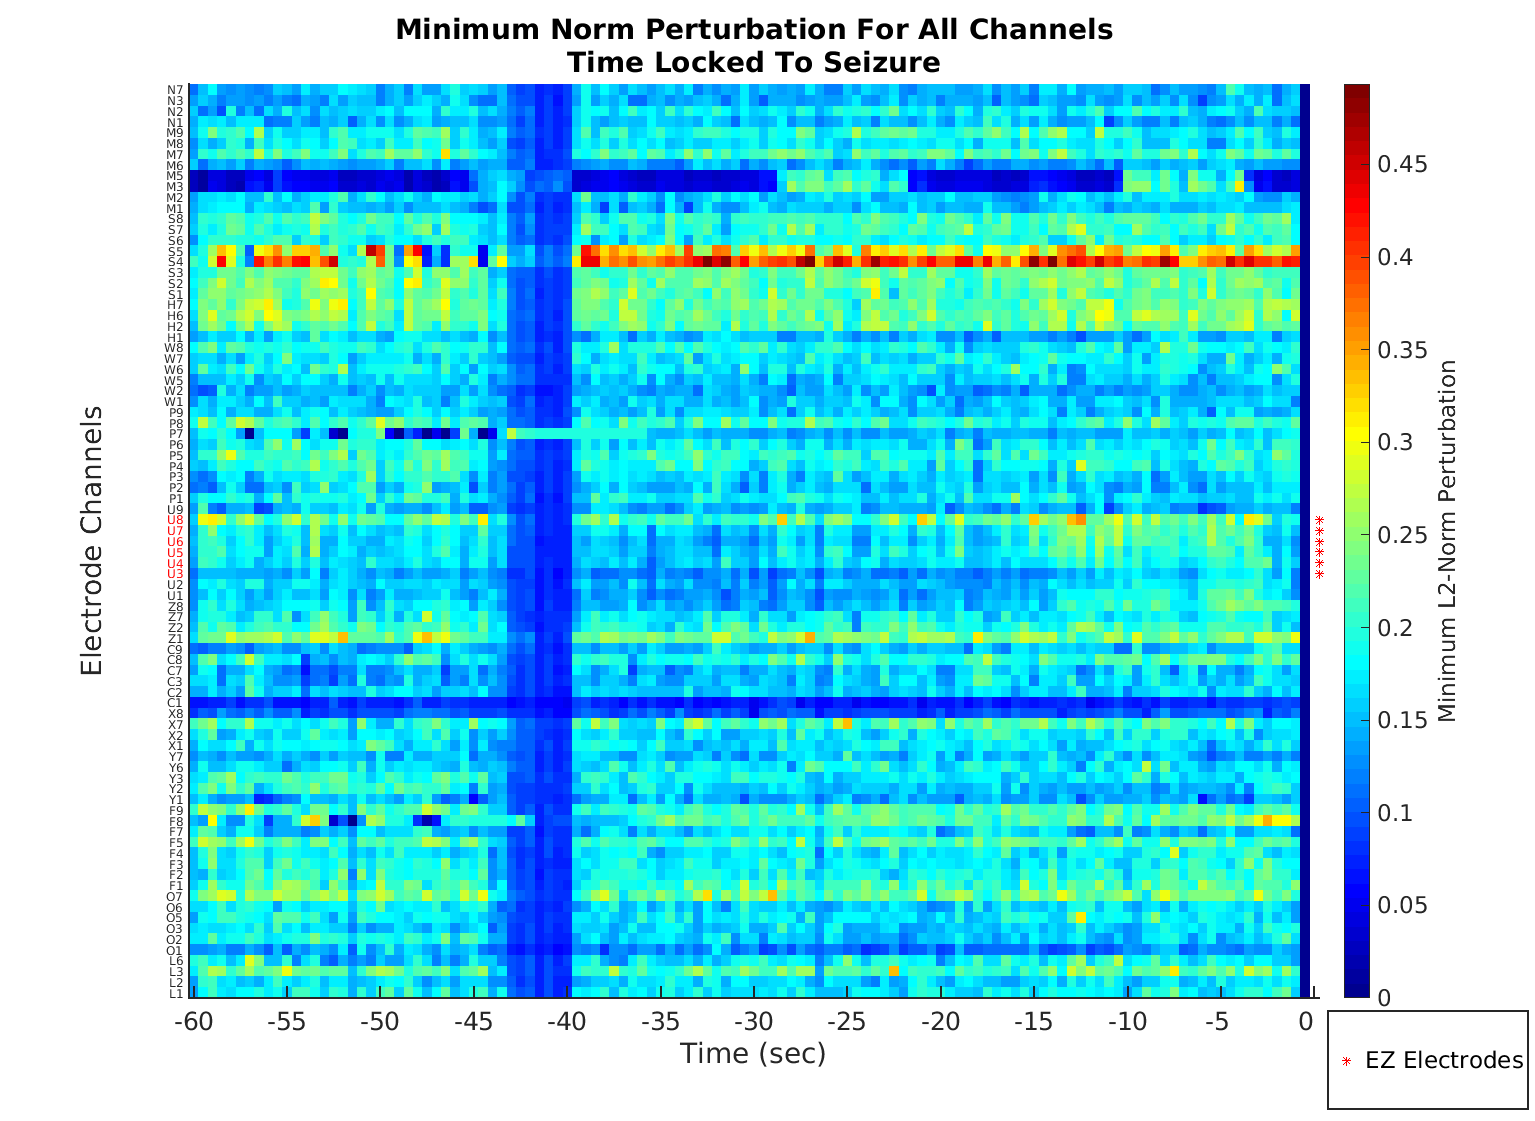 Minimum Norm Perturbation For All Channels
Time Locked To Seizure
Electrode Channels
N7
N3
N2
N1
M9
M8
M7
M6
M5
M3
M2
M1
S8
S7
S6
S5
S4
S3
S2
S1
H7
H6
H2
H1
W8
W7
W6
W5
W2
W1
P9
P8
P7
P6
P5
P4
P3
P2
P1
U9
U8
U7
U6
U5
U4
U3
U2
U1
Z8
Z7
Z2
Z1
C9
C8
C7
C3
C2
C1
X8
X7
X2
X1
Y7
Y6
Y3
Y2
Y1
F9
F8
F7
F5
F4
F3
F2
F1
O7
O6
O5
O3
O2
O1
L6
L3
L2
L1
-60 -55 -50 -45 -40 -35 -30 -25 -20 -15 -10 -5 0
Time (sec)
0.45
0.4
0.35
0.3
0.25
0.2
0.15
0.1
0.05
0
Minimum L2-Norm Perturbation
EZ Electrodes